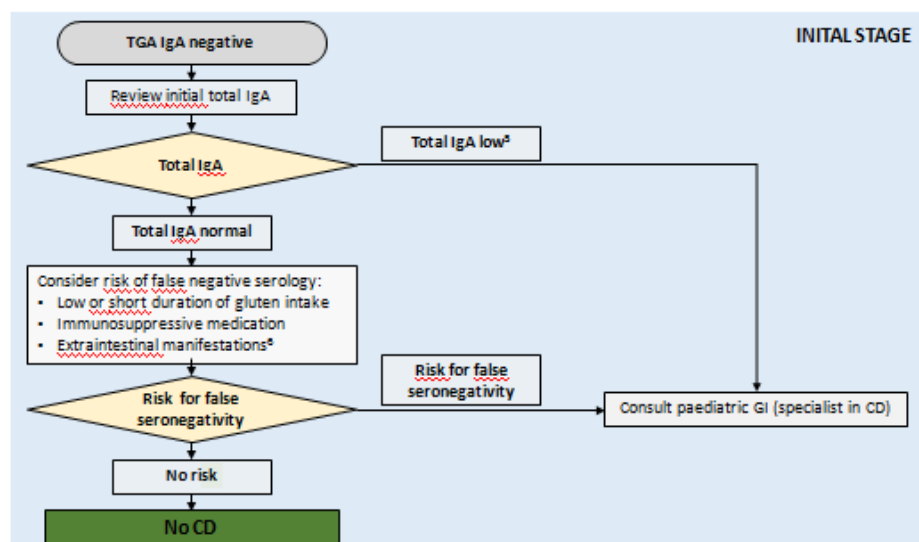 INITAL STAGE
TGA IgA negative
Review initial total IgA
Total IgA low⁵
Total IgA
Total IgA normal
Consider risk of false negative serology:
▪ Low or short duration of gluten intake
▪ Immunosuppressive medication
▪ Extraintestinal manifestations⁶
Risk for false
seronegativity
Risk for false
seronegativity
Consult paediatric GI (specialist in CD)
No risk
No CD